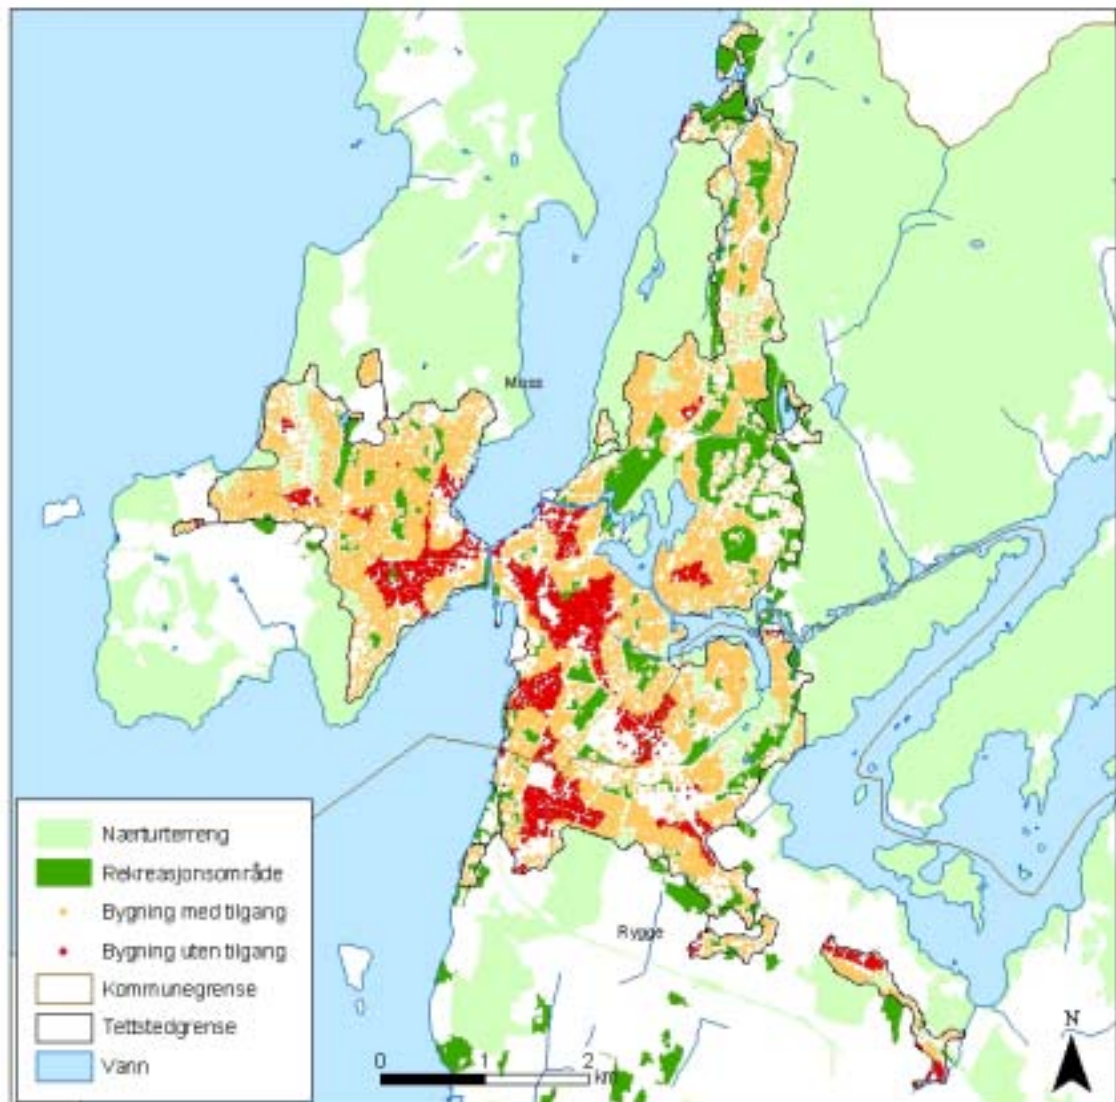 Moss
Nærturterreng
Rekreasjonsområde
Bygning med tilgang
Bygning uten tilgang
Rygge
Kommunegrense
Tettstedgrense
Vann
N
0 1 2
km